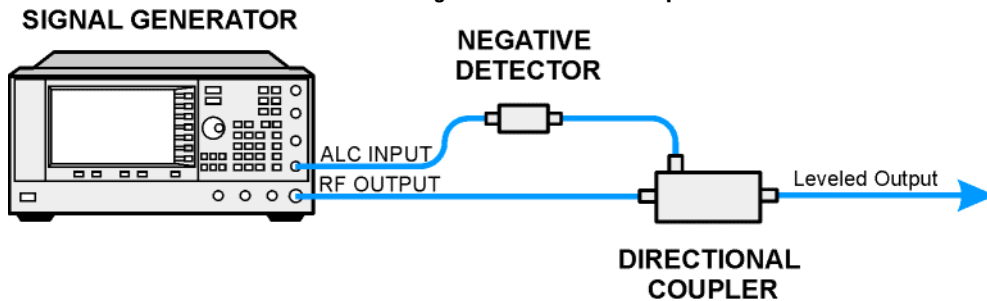 SIGNAL GENERATOR
NEGATIVE
DETECTOR
ALC INPUT
RF OUTPUT
Leveled Output
DIRECTIONAL
COUPLER